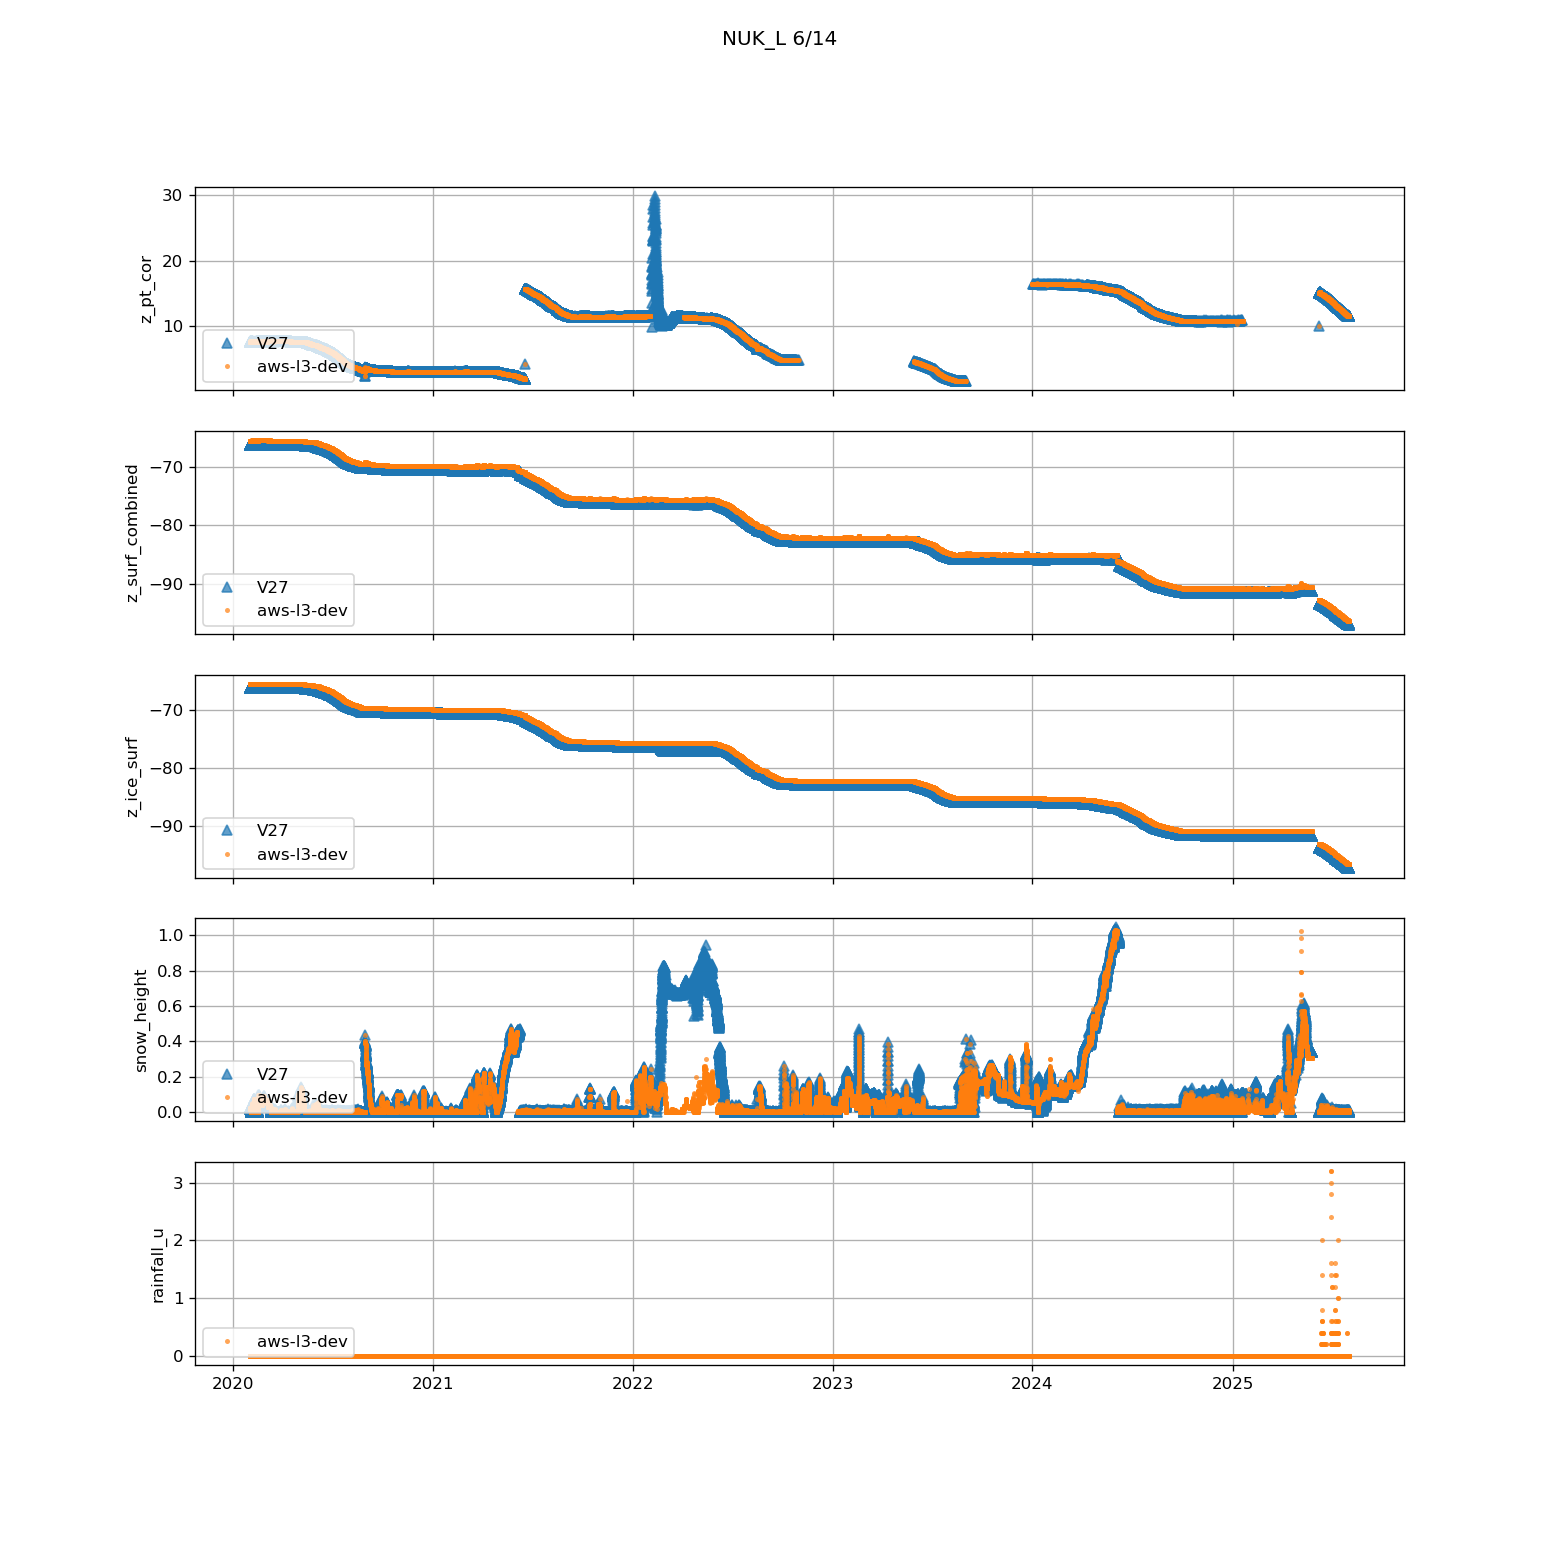 NUK_L 6/14
30
20
10
z_pt_cor
V27
aws-l3-dev
−70
−80
−90
z_surf_combined
V27
aws-l3-dev
−70
−80
−90
z_ice_surf
V27
aws-l3-dev
1.0
0.8
0.6
0.4
0.2
0.0
snow_height
V27
aws-l3-dev
3
2
1
0
rainfall_u
aws-l3-dev
2020 2021 2022 2023 2024 2025